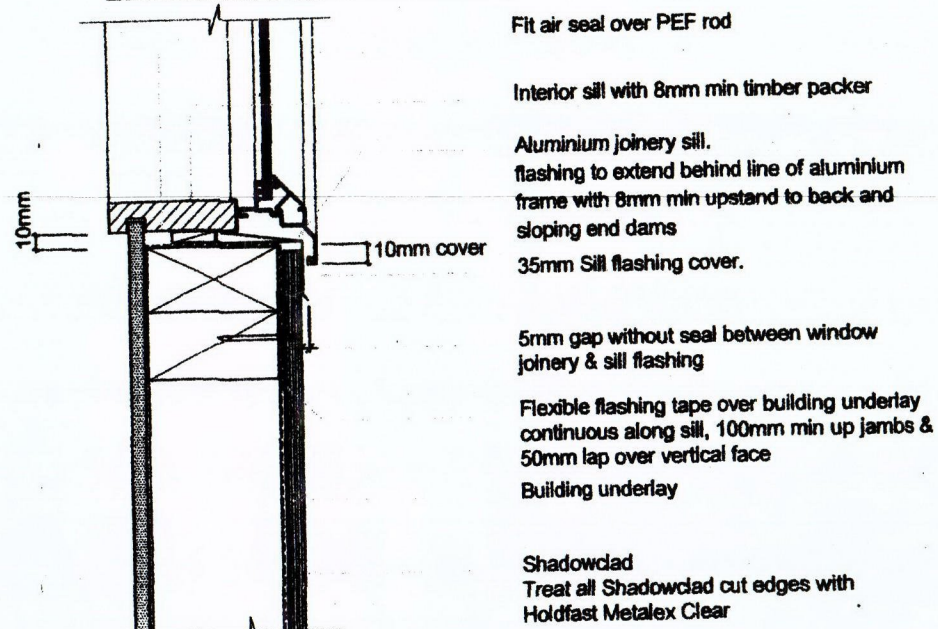 Fit air seal over PEF rod
Interior sill with 8mm min timber packer
Aluminium joinery sill.
flashing to extend behind line of aluminium
frame with 8mm min upstand to back and
sloping end dams
10mm
10mm cover
35mm Sill flashing cover.
5mm gap without seal between window
joinery & sill flashing
Flexible flashing tape over building underlay
continuous along sill, 100mm min up jambs &
50mm lap over vertical face
Building underlay
Shadowclad
Treat all Shadowclad cut edges with
Holdfast Metalex Clear